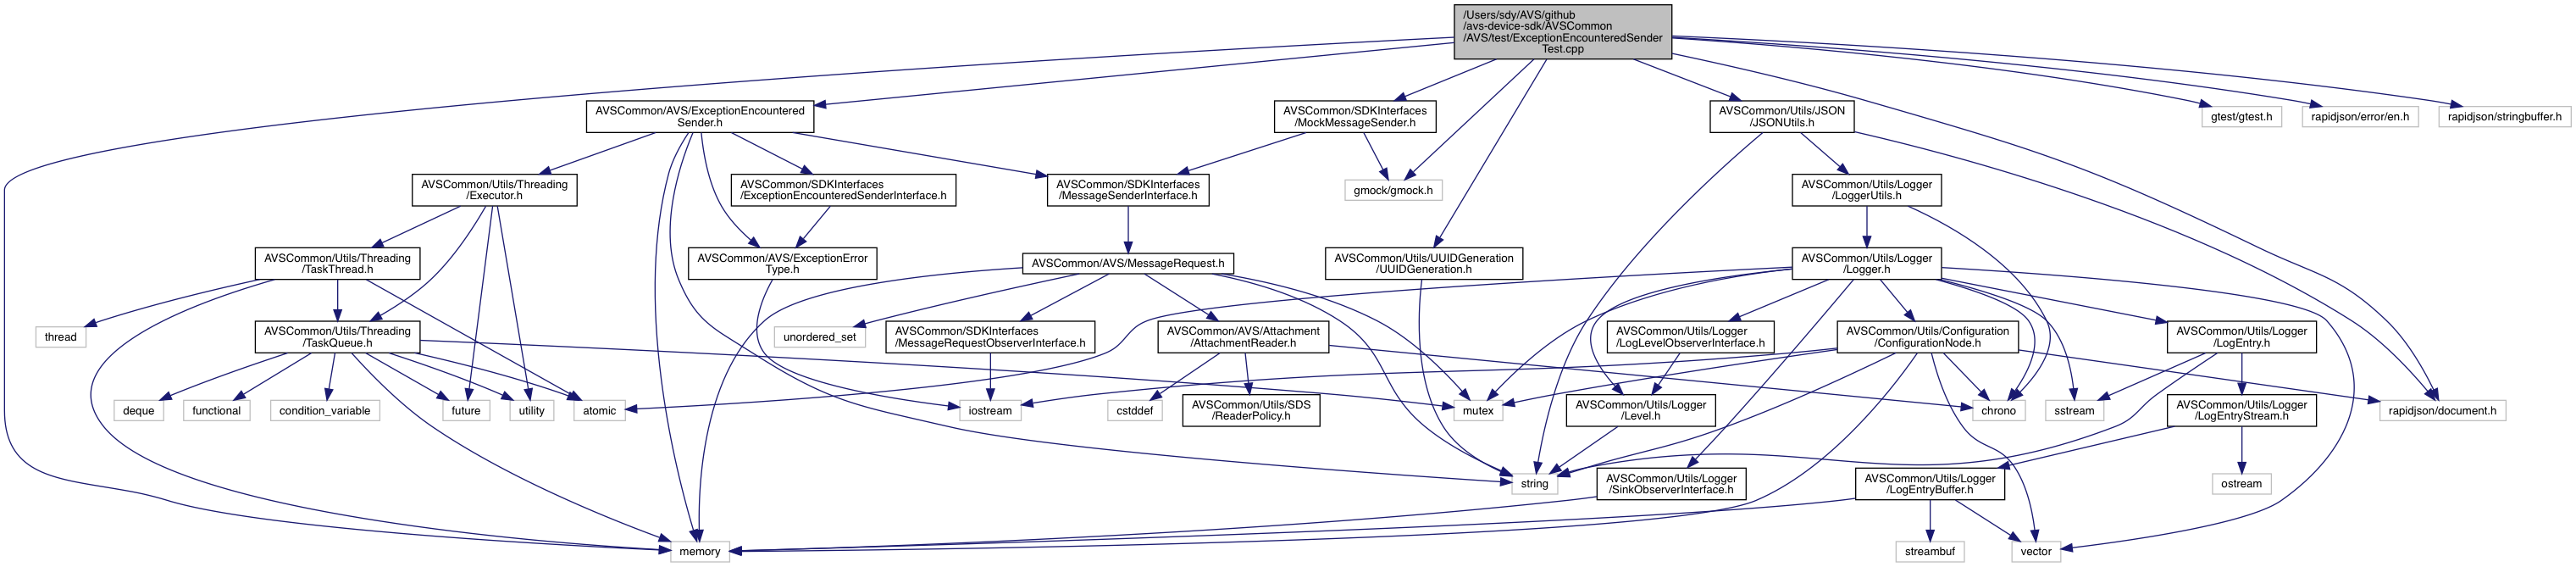 /Users/sdy/AVS/github
/avs-device-sdk/AVSCommon
/AVS/test/ExceptionEncounteredSender
Test.cpp
AVSCommon/AVS/ExceptionEncountered
Sender.h
AVSCommon/SDKInterfaces
/MockMessageSender.h
AVSCommon/Utils/JSON
/JSONUtils.h
gtest/gtest.h
rapidjson/error/en.h
rapidjson/stringbuffer.h
AVSCommon/Utils/Threading
/Executor.h
AVSCommon/SDKInterfaces
/ExceptionEncounteredSenderInterface.h
AVSCommon/SDKInterfaces
/MessageSenderInterface.h
gmock/gmock.h
AVSCommon/Utils/Logger
/LoggerUtils.h
AVSCommon/Utils/Threading
/TaskThread.h
AVSCommon/AVS/ExceptionError
Type.h
AVSCommon/AVS/MessageRequest.h
AVSCommon/Utils/UUIDGeneration
/UUIDGeneration.h
AVSCommon/Utils/Logger
/Logger.h
thread
AVSCommon/Utils/Threading
/TaskQueue.h
unordered_set
AVSCommon/SDKInterfaces
/MessageRequestObserverInterface.h
AVSCommon/AVS/Attachment
/AttachmentReader.h
AVSCommon/Utils/Logger
/LogLevelObserverInterface.h
AVSCommon/Utils/Configuration
/ConfigurationNode.h
AVSCommon/Utils/Logger
/LogEntry.h
deque
functional
condition_variable
future
utility
atomic
iostream
cstddef
AVSCommon/Utils/SDS
/ReaderPolicy.h
mutex
AVSCommon/Utils/Logger
/Level.h
chrono
sstream
AVSCommon/Utils/Logger
/LogEntryStream.h
rapidjson/document.h
string
AVSCommon/Utils/Logger
/SinkObserverInterface.h
AVSCommon/Utils/Logger
/LogEntryBuffer.h
ostream
memory
streambuf
vector